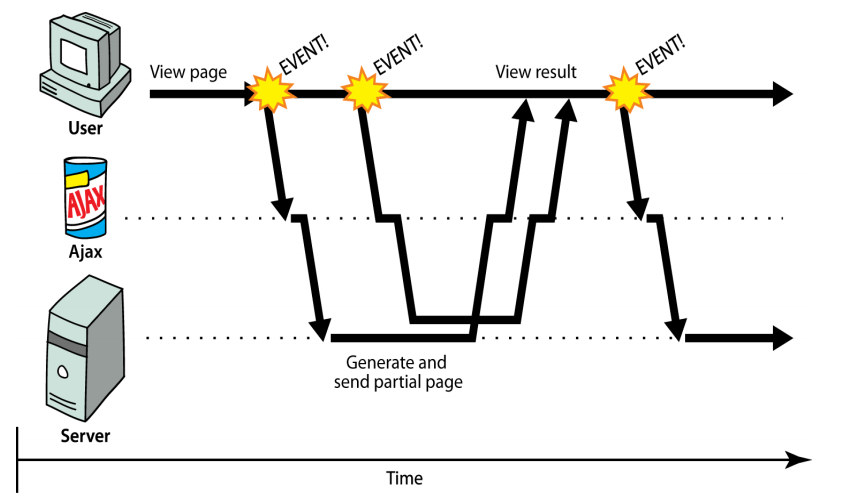 View page
EVENT!
EVENT!
View result
EVENT!
User
AJAX
Ajax
Generate and
send partial page
Server
Time